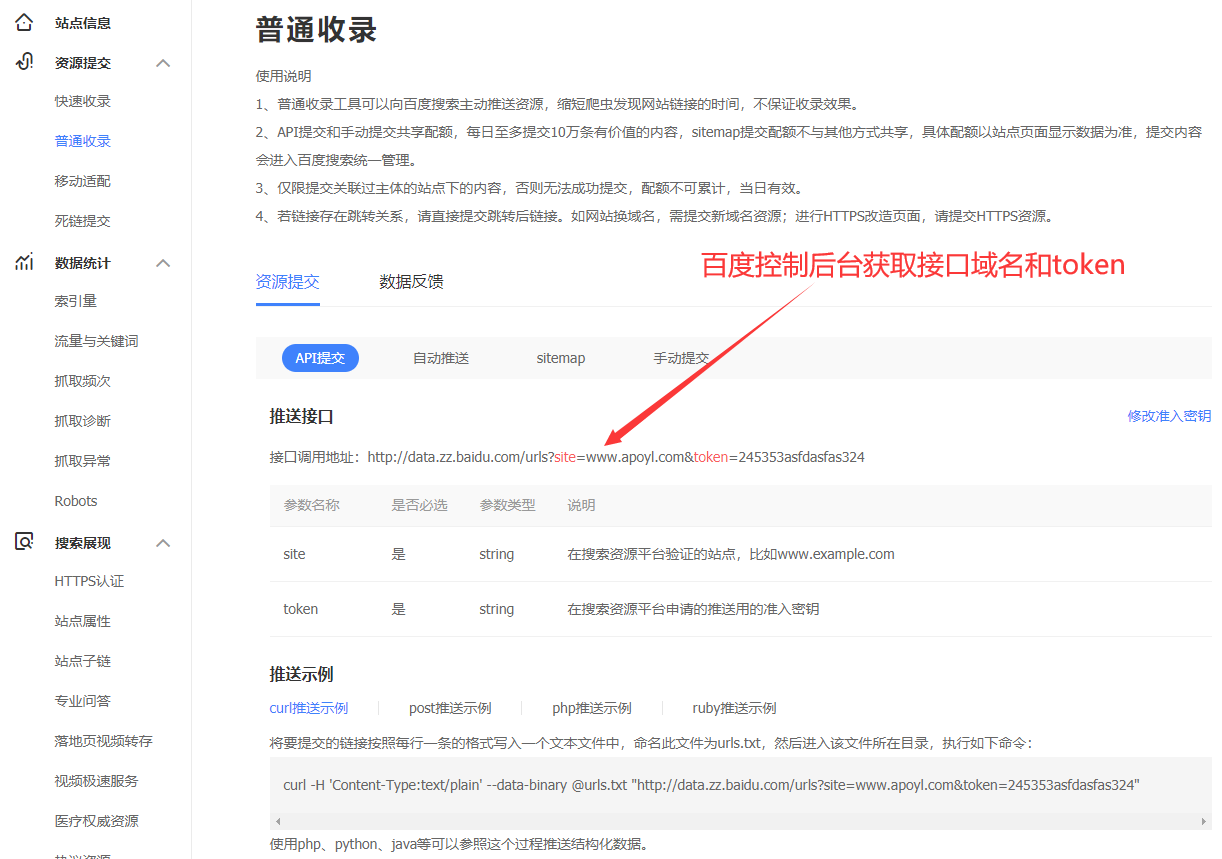 站点信息
资源提交
快速收录
普通收录
移动适配
死链提交
数据统计
索引量
流量与关键词
抓取频次
抓取诊断
抓取异常
Robots
搜索展现
HTTPS认证
站点属性
站点子链
专业问答
落地页视频转存
视频极速服务
医疗权威资源
普通收录
使用说明
1、普通收录工具可以向百度搜索主动推送资源，缩短爬虫发现网站链接的时间，不保证收录效果。
2、API提交和手动提交共享配额，每日至多提交10万条有价值的内容，sitemap提交配额不与其他方式共享，具体配额以站点页面显示数据为准，提交内容
会进入百度搜索统一管理。
3、仅限提交关联过主体的站点下的内容，否则无法成功提交，配额不可累计，当日有效。
4、若链接存在跳转关系，请直接提交跳转后链接。如网站换域名，需提交新域名资源；进行HTTPS改造页面，请提交HTTPS资源。
百度控制后台获取接口域名和token
资源提交 数据反馈
API提交 自动推送 sitemap 手动提交
推送接口 修改准入密钥
接口调用地址：http://data.zz.baidu.com/urls?site=www.apoyl.com&token=245353asfdasfas324
参数名称 是否必选 参数类型 说明
site 是 string 在搜索资源平台验证的站点，比如www.example.com
token 是 string 在搜索资源平台申请的推送用的准入密钥
推送示例
curl推送示例 post推送示例 php推送示例 ruby推送示例
将要提交的链接按照每行一条的格式写入一个文本文件中，命名此文件为urls.txt，然后进入该文件所在目录，执行如下命令：
curl -H 'Content-Type:text/plain' --data-binary @urls.txt "http://data.zz.baidu.com/urls?site=www.apoyl.com&token=245353asfdasfas324"
使用php、python、java等可以参照这个过程推送结构化数据。